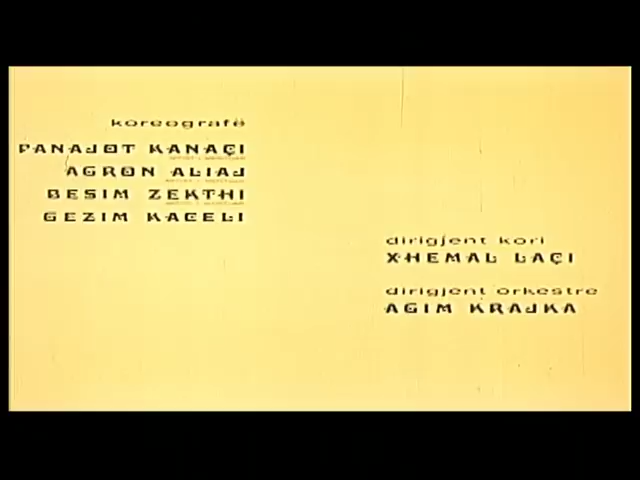 koreografë
PANAJOT KANAÇI
AGRON ALIAJ
BESIM ZEKTHI
GEZIM KACELI
dirigjent kori
XHEMAL LAÇI
dirigjent orkestre
AGIM KRAJKA